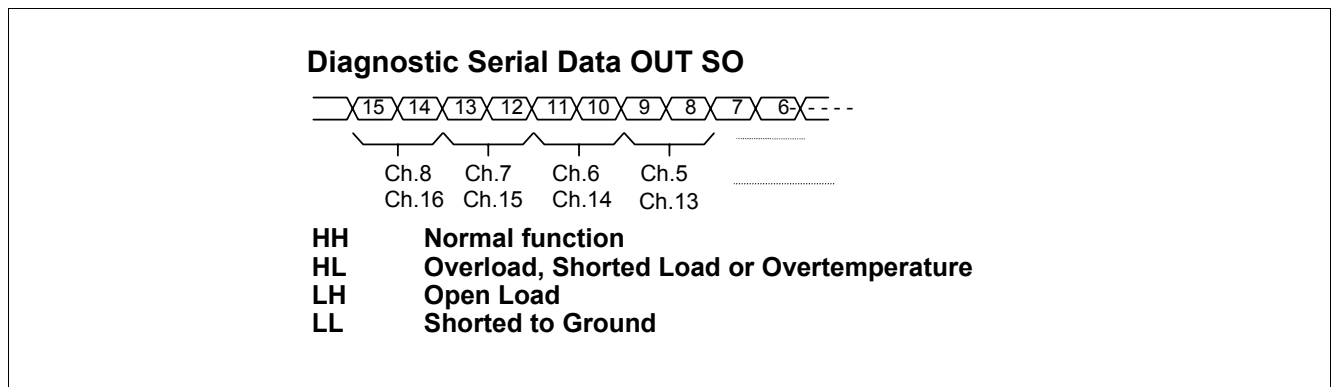 Diagnostic Serial Data OUT SO
15 14 13 12 11 10 9 8 7 6
Ch.8 Ch.7 Ch.6 Ch.5
Ch.16 Ch.15 Ch.14 Ch.13
HH Normal function
HL Overload, Shorted Load or Overtemperature
LH Open Load
LL Shorted to Ground